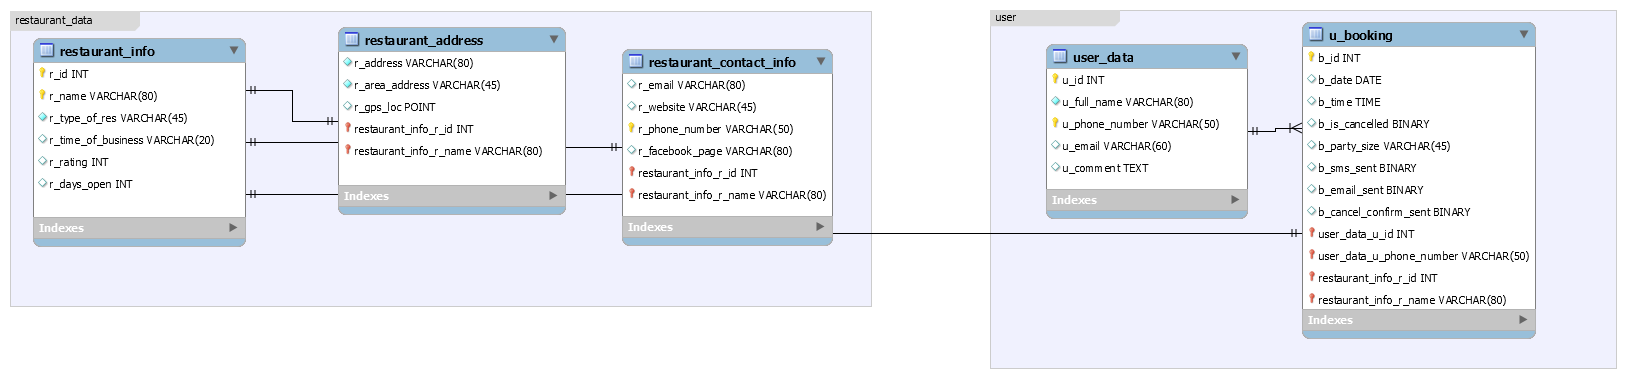 restaurant_data
restaurant_info
r_id INT
r_name VARCHAR(80)
r_type_of_res VARCHAR(45)
r_time_of_business VARCHAR(20)
r_rating INT
r_days_open INT
Indexes
restaurant_address
r_address VARCHAR(80)
r_area_address VARCHAR(45)
r_gps_loc POINT
restaurant_info_r_id INT
restaurant_info_r_name VARCHAR(80)
Indexes
restaurant_contact_info
r_email VARCHAR(80)
r_website VARCHAR(45)
r_phone_number VARCHAR(50)
r_facebook_page VARCHAR(80)
restaurant_info_r_id INT
restaurant_info_r_name VARCHAR(80)
Indexes
user
user_data
u_id INT
u_full_name VARCHAR(80)
u_phone_number VARCHAR(50)
u_email VARCHAR(60)
u_comment TEXT
Indexes
u_booking
b_id INT
b_date DATE
b_time TIME
b_is_cancelled BINARY
b_party_size VARCHAR(45)
b_sms_sent BINARY
b_email_sent BINARY
b_cancel_confirm_sent BINARY
user_data_u_id INT
user_data_u_phone_number VARCHAR(50)
restaurant_info_r_id INT
restaurant_info_r_name VARCHAR(80)
Indexes